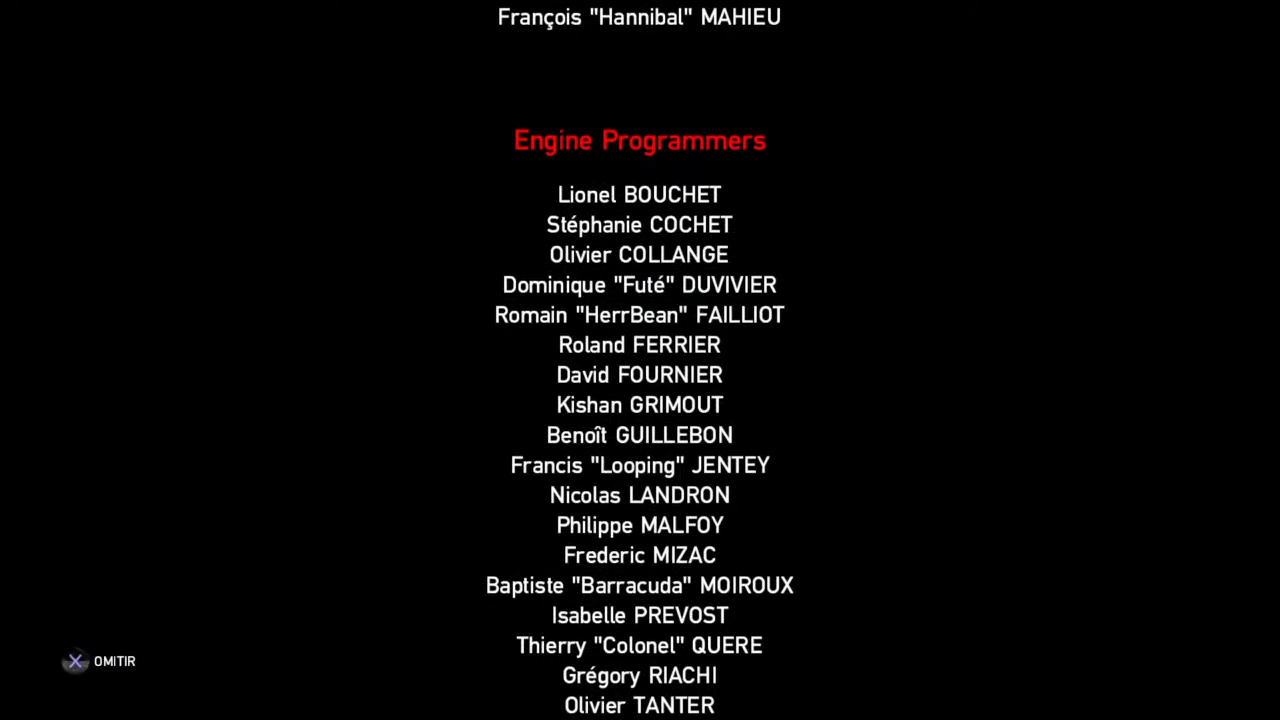 François "Hannibal" MAHIEU
Engine Programmers
Lionel BOUCHET
Stéphanie COCHET
Olivier COLLANGE
Dominique "Futé" DUVIVIER
Romain "HerrBean" FAILLIOT
Roland FERRIER
David FOURNIER
Kishan GRIMOUT
Benoît GUILLEBON
Francis "Looping" JENTEY
Nicolas LANDRON
Philippe MALFOY
Frederic MIZAC
Baptiste "Barracuda" MOIROUX
Isabelle PREVOST
Thierry "Colonel" QUERE
OMITIR
Grégory RIACHI
Olivier TANTER